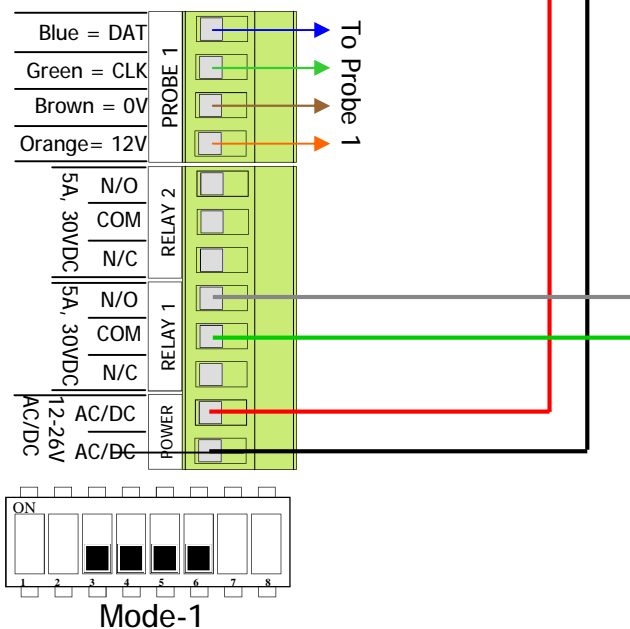 Blue = DAT
Green = CLK
Brown = 0V
Orange= 12V
PROBE 1
To Probe 1
5A, 30VDC
N/O
COM
N/C
RELAY 2
5A, 30VDC
N/O
COM
N/C
RELAY 1
12-26V
AC/DC
AC/DC
AC/DC
POWER
ON
1 2 3 4 5 6 7 8
Mode-1